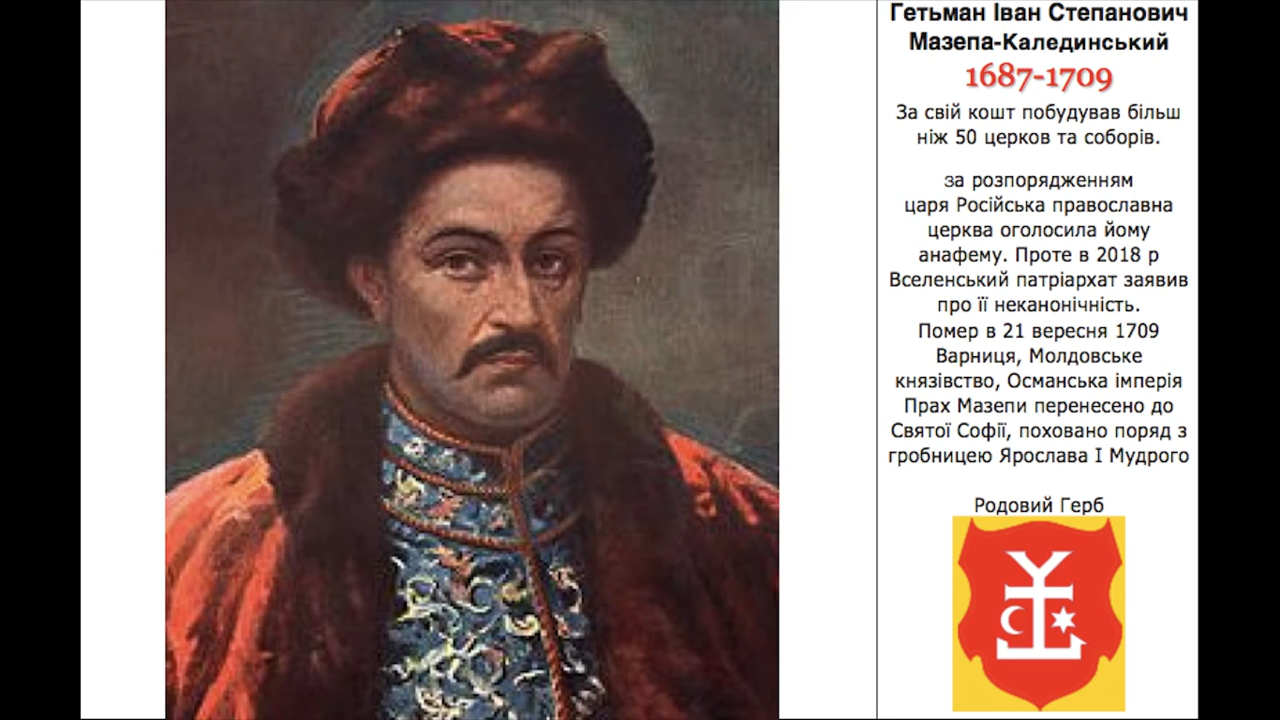 Гетьман Іван Степанович
Мазепа-Калединський
1687-1709
За свій кошт побудував більш
ніж 50 церков та соборів.
за розпорядженням
царя Російська православна
церква оголосила йому
анафему. Проте в 2018 р
Вселенський патріархат заявив
про її неканонічність.
Помер в 21 вересня 1709
Варниця, Молдовське
князівство, Османська імперія
Прах Мазепи перенесено до
Святої Софії, поховано поряд з
гробницею Ярослава І Мудрого
Родовий Герб